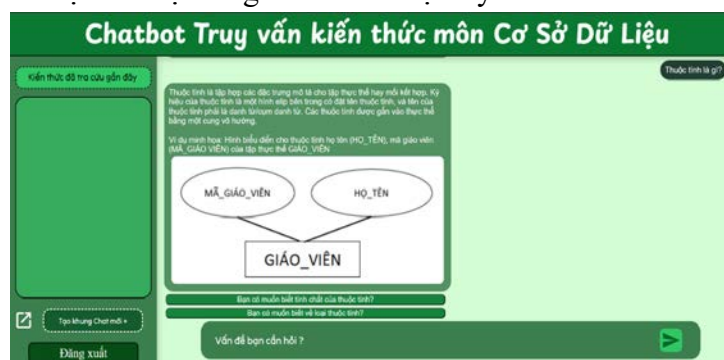 Chatbot Truy vấn kiến thức môn Cơ Sở Dữ Liệu
Kiến thức đã tra cứu gần đây
Thuộc tính là gì?
Thuộc tính là tập hợp các đặc trưng mô tả cho tập thực thể hay mối kết hợp. Ký
hiệu của thuộc tính là một hình elip bên trong có đặt tên thuộc tính, và tên của
thuộc tính phải là danh từ/cụm danh từ. Các thuộc tính được gắn vào thực thể
bằng một cung vô hướng.
Ví dụ minh họa: Hình biểu diễn cho thuộc tính họ tên (HỌ_TÊN), mã giáo viên
(MÃ_GIÁO VIÊN) của tập thực thể GIÁO_VIÊN
MÃ_GIÁO_VIÊN
HỌ_TÊN
GIÁO_VIÊN
Bạn có muốn biết tính chất của thuộc tính?
Bạn có muốn biết về loại thuộc tính?
Tạo khung Chat mới +
Vấn đề bạn cần hỏi ?
Đăng xuất